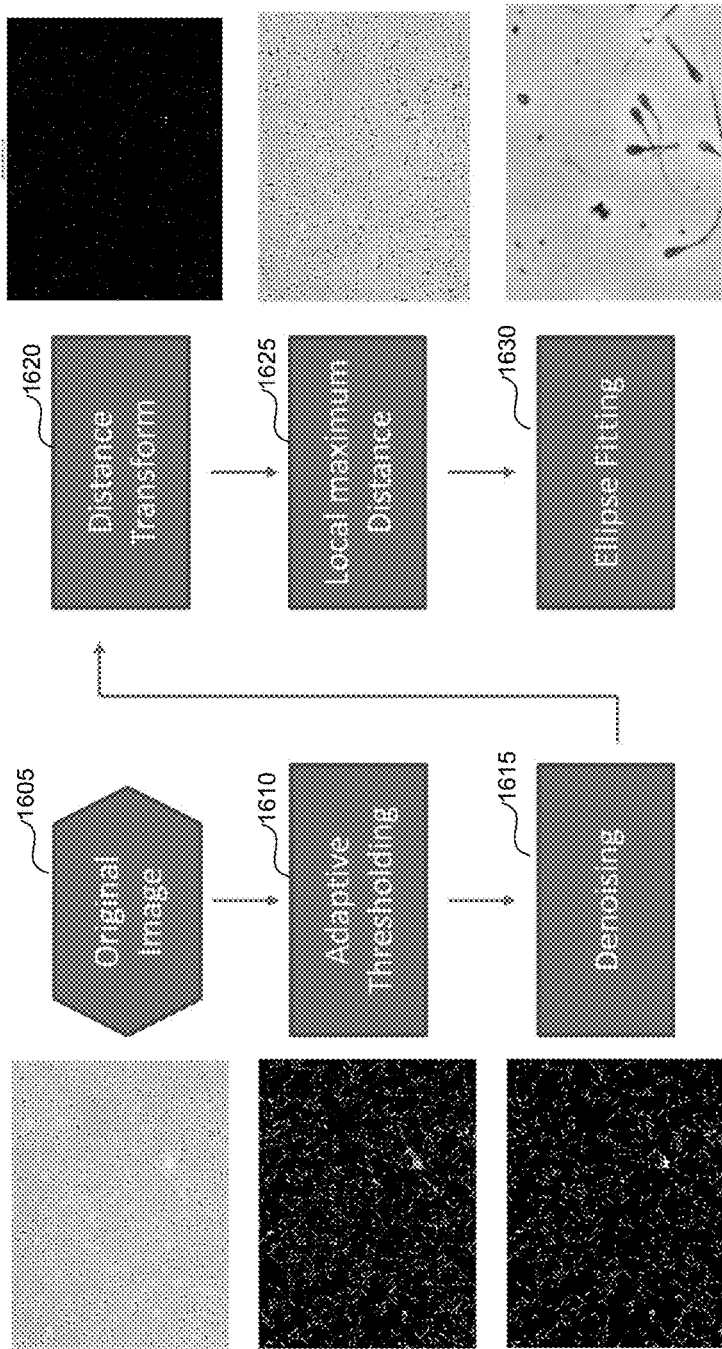 1605
Original
Image
1610
Adaptive
Thresholding
1615
Denoising
1620
Distance
Transform
1625
Local maximum
Distance
1630
Ellipse Fitting